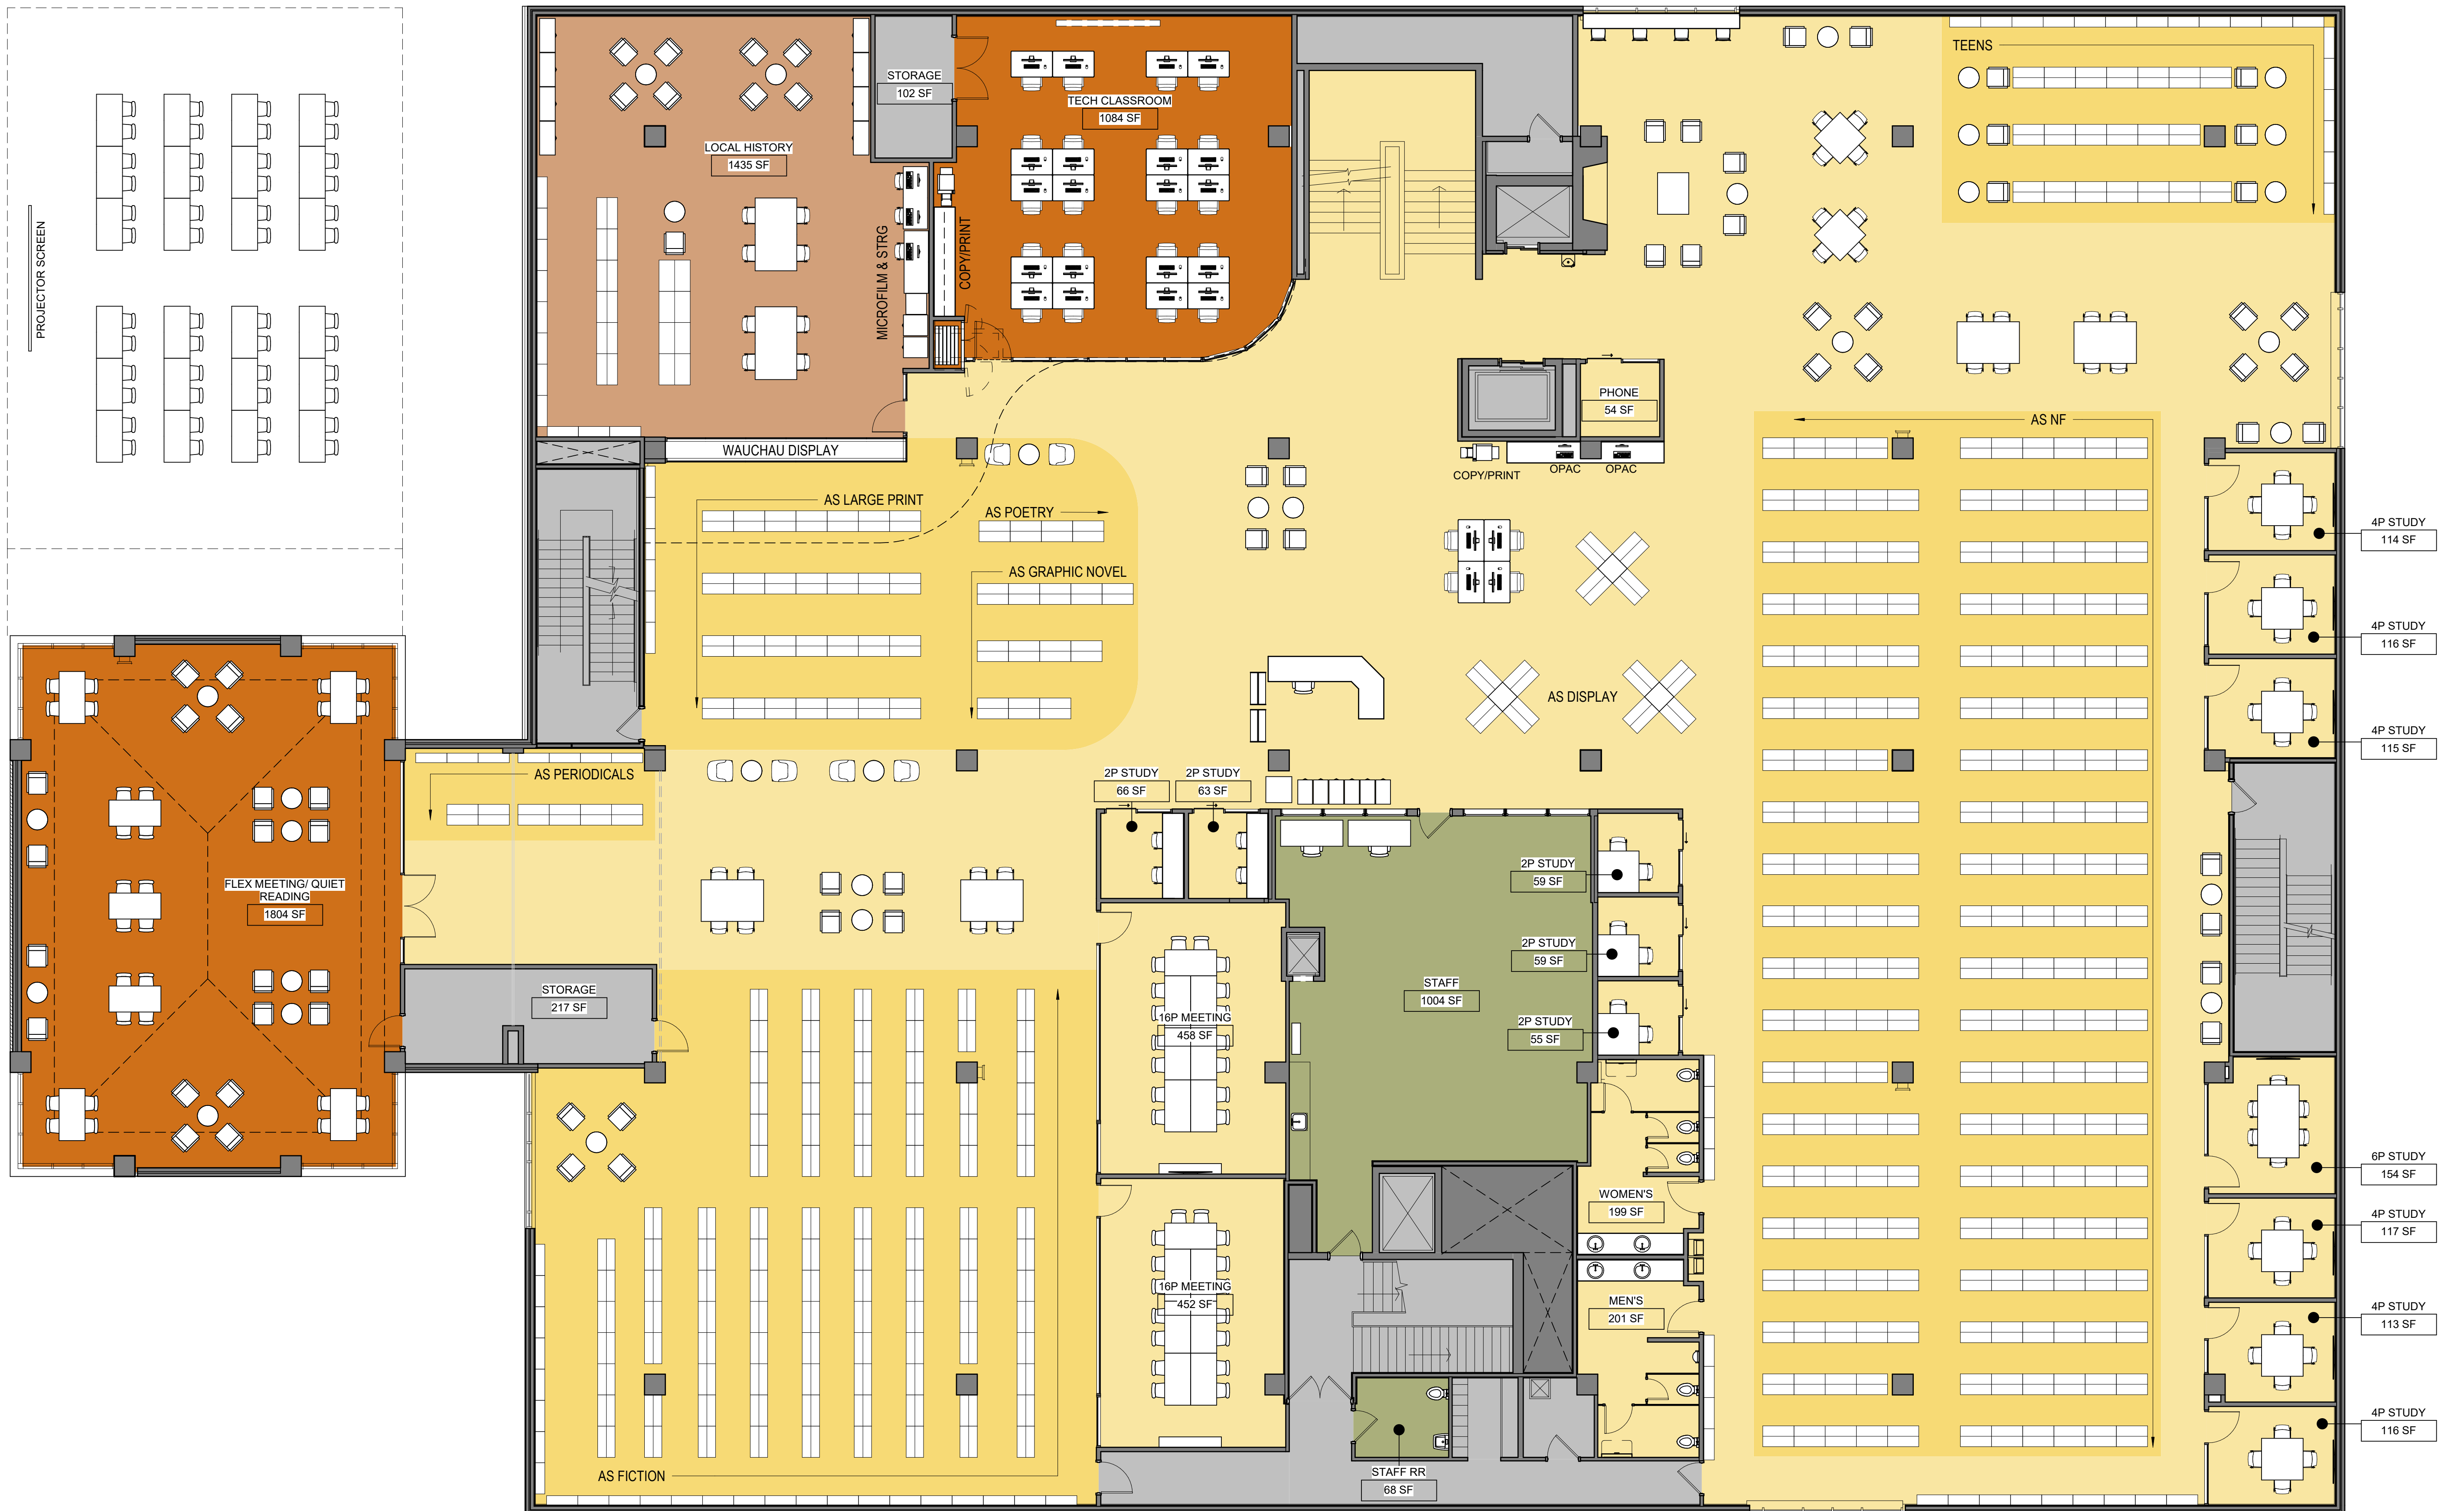 TEENS
STORAGE
102 SF
TECH CLASSROOM
1084 SF
LOCAL HISTORY
1435 SF
PROJECTOR SCREEN
MICROFILM & STRG
COPY/PRINT
PHONE
54 SF
AS NF
WAUCHAU DISPLAY
COPY/PRINT
OPAC
OPAC
AS LARGE PRINT
AS POETRY
AS GRAPHIC NOVEL
4P STUDY
114 SF
4P STUDY
116 SF
4P STUDY
115 SF
AS DISPLAY
AS PERIODICALS
2P STUDY
66 SF
2P STUDY
63 SF
2P STUDY
59 SF
FLEX MEETING/ QUIET
READING
1804 SF
2P STUDY
59 SF
STORAGE
217 SF
STAFF
1004 SF
16P MEETING
458 SF
2P STUDY
55 SF
6P STUDY
154 SF
WOMEN'S
199 SF
4P STUDY
117 SF
16P MEETING
452 SF
MEN'S
201 SF
4P STUDY
113 SF
4P STUDY
116 SF
AS FICTION
STAFF RR
68 SF